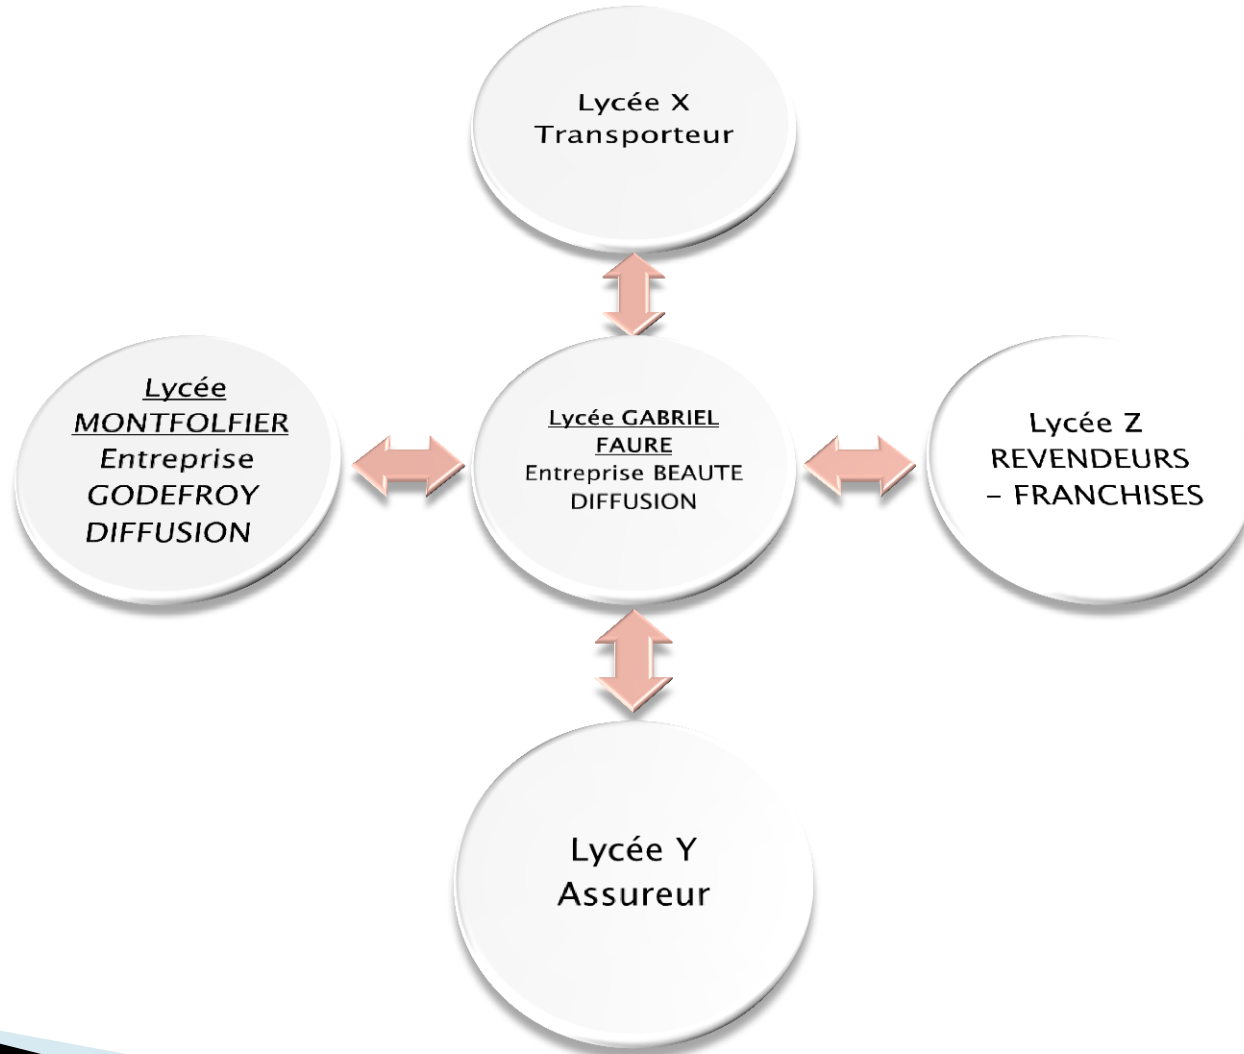 Lycée X
Transporteur
Lycée
MONTFOLFIER
Entreprise
GODEFROY
DIFFUSION
Lycée GABRIEL
FAURE
Entreprise BEAUTE
DIFFUSION
Lycée Z
REVENDEURS
– FRANCHISES
Lycée Y
Assureur